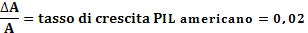 ΔA/A = tasso di crescita PIL americano = 0,02